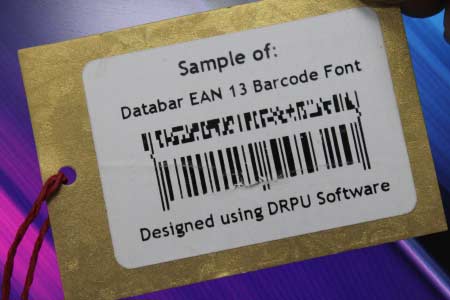 Sample of:
Databar EAN 13 Barcode Font
Designed using DRPU Software